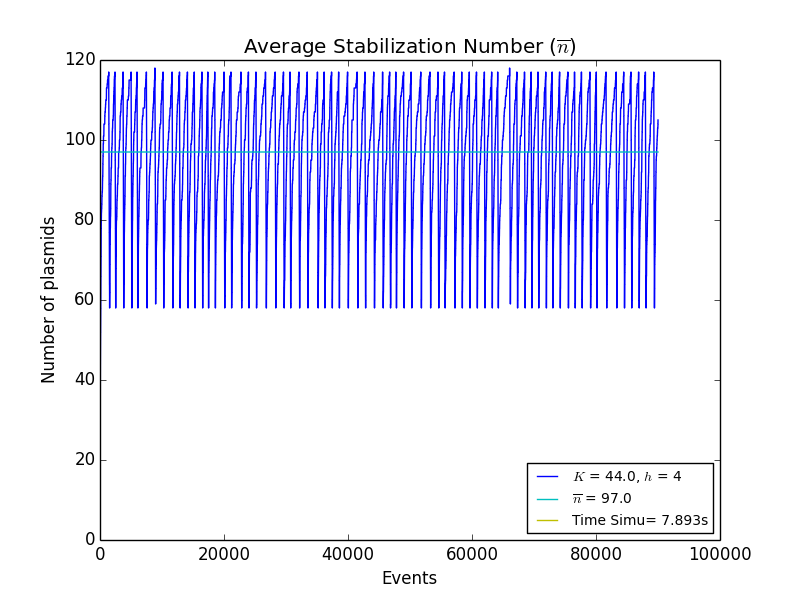 Average Stabilization Number (n̅)
120
100
80
60
40
20
0
Number of plasmids
0 20000 40000 60000 80000 100000
Events
K = 44.0, h = 4
n̅ = 97.0
Time Simu= 7.893s